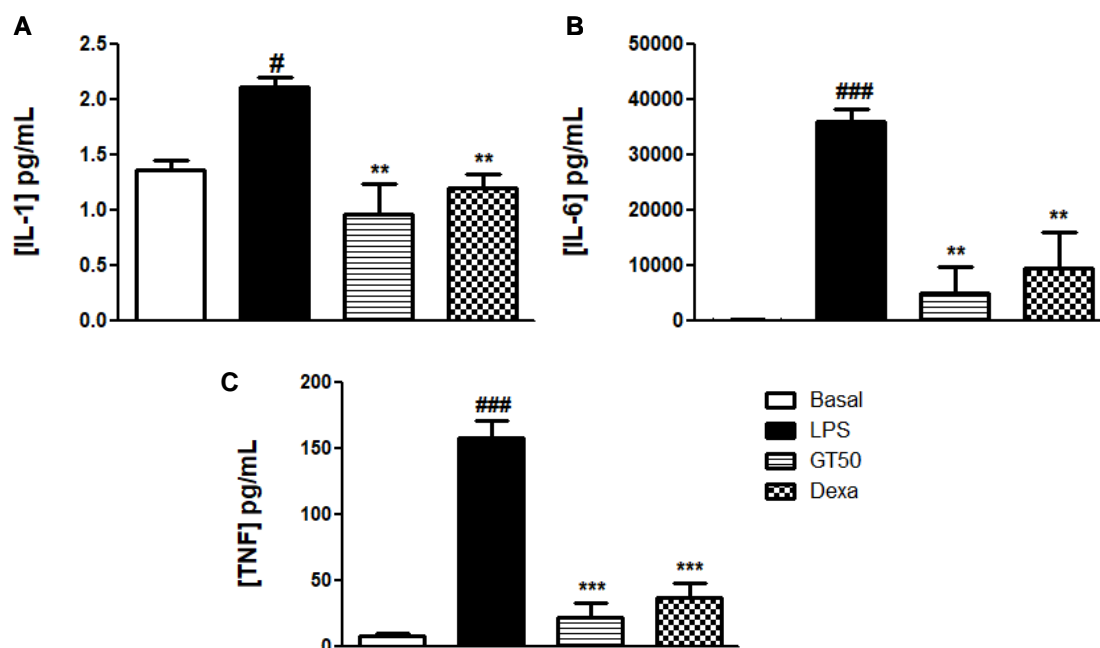 A
[IL-1] pg/mL
2.5
2.0
1.5
1.0
0.5
0.0
#
**
**
B
[IL-6] pg/mL
50000
40000
30000
20000
10000
0
###
**
**
C
[TNF] pg/mL
200
150
100
50
0
###
***
***
Basal
LPS
GT50
Dexa